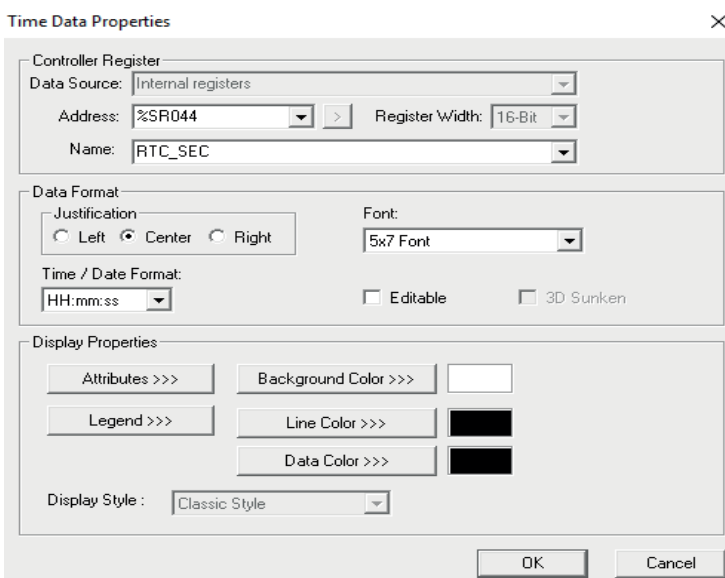 Time Data Properties
Controller Register
Data Source: Internal registers
Address: %SR044 > Register Width: 16-Bit
Name: RTC_SEC
Data Format
Justification
Left Center Right
Font:
5x7 Font
Time / Date Format:
HH:mm:ss
Editable 3D Sunken
Display Properties
Attributes >>> Background Color >>>
Legend >>> Line Color >>>
Data Color >>>
Display Style : Classic Style
OK Cancel